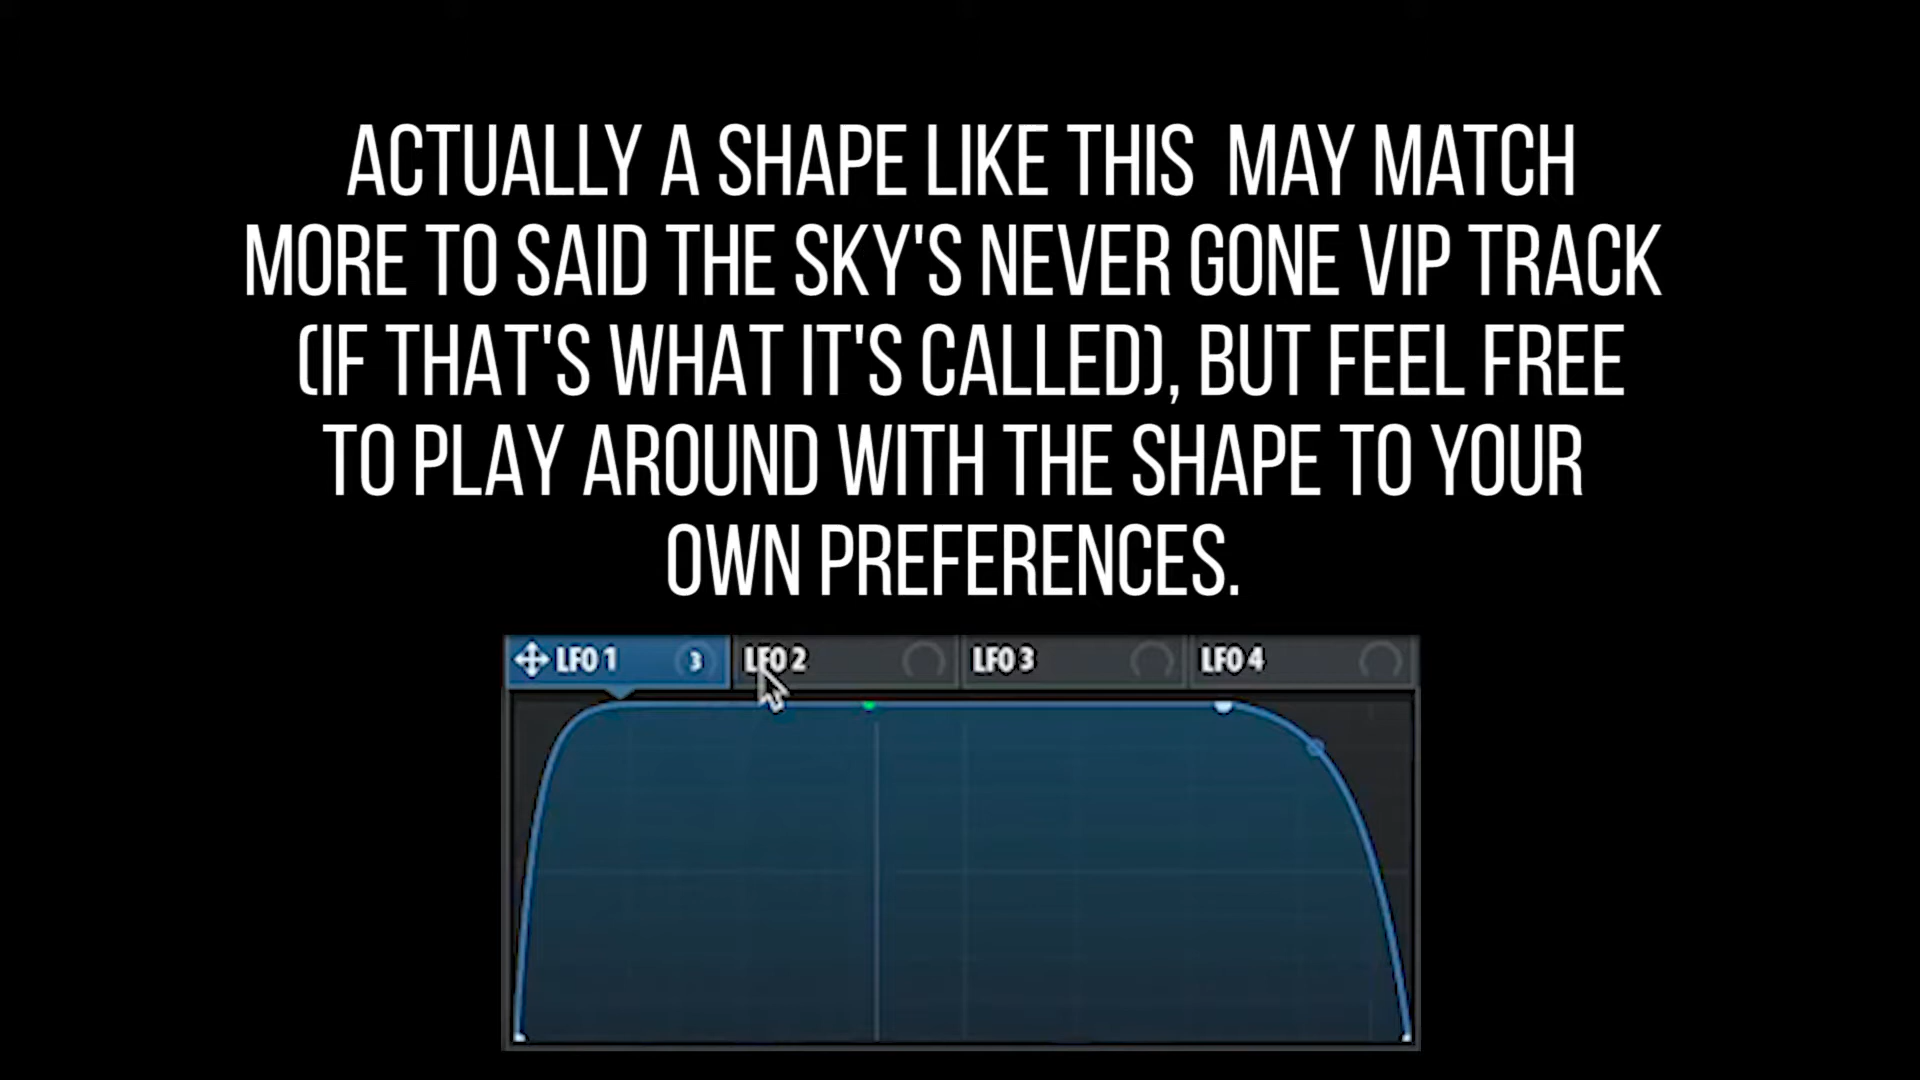 ACTUALLY A SHAPE LIKE THIS MAY MATCH
MORE TO SAID THE SKY'S NEVER GONE VIP TRACK
(IF THAT'S WHAT IT'S CALLED), BUT FEEL FREE
TO PLAY AROUND WITH THE SHAPE TO YOUR
OWN PREFERENCES.
LFO 1 3 LFO 2 LFO 3 LFO 4